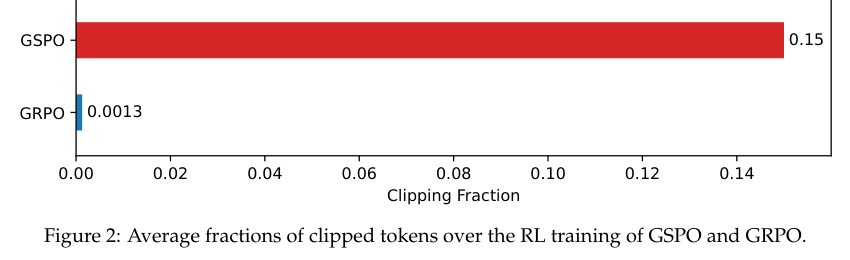 GSPO
0.15
GRPO
0.0013
0.00 0.02 0.04 0.06 0.08 0.10 0.12 0.14
Clipping Fraction
Figure 2: Average fractions of clipped tokens over the RL training of GSPO and GRPO.